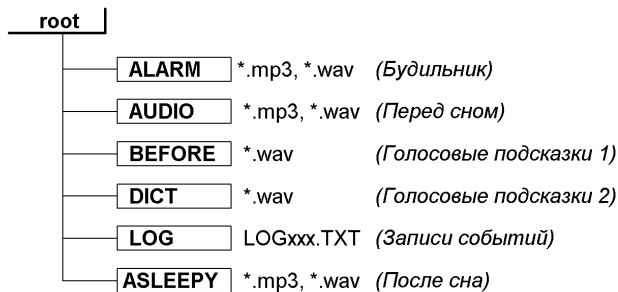 root
ALARM *.mp3, *.wav (Будильник)
AUDIO *.mp3, *.wav (Перед сном)
BEFORE *.wav (Голосовые подсказки 1)
DICT *.wav (Голосовые подсказки 2)
LOG LOGxxx.TXT (Записи событий)
ASLEEPY *.mp3, *.wav (После сна)